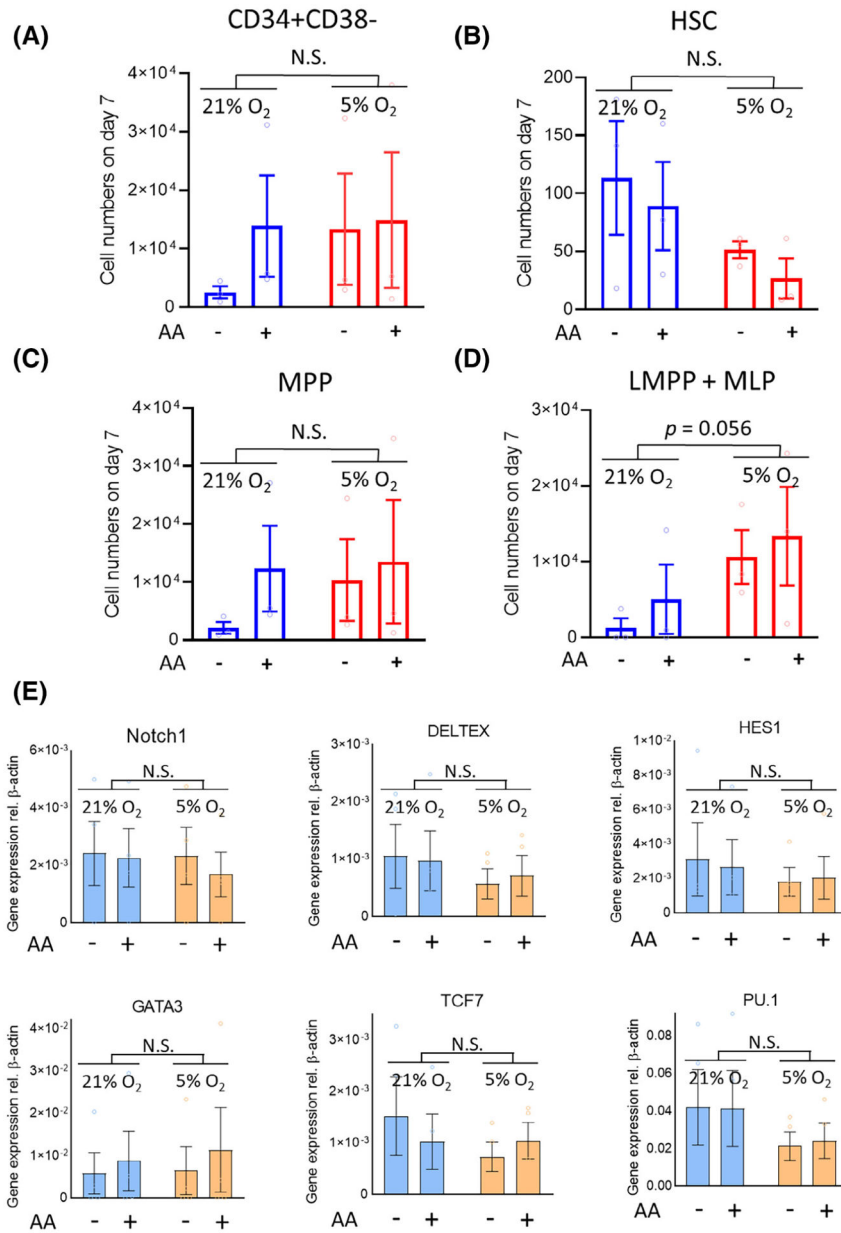 (A)
CD34+CD38-
Cell numbers on day 7
N.S.
21% O₂
5% O₂
4×10⁴
3×10⁴
2×10⁴
1×10⁴
0
AA - + - +
(B)
HSC
Cell numbers on day 7
N.S.
21% O₂
5% O₂
200
150
100
50
0
AA - + - +
(C)
MPP
Cell numbers on day 7
N.S.
21% O₂
5% O₂
4×10⁴
3×10⁴
2×10⁴
1×10⁴
0
AA - + - +
(D)
LMPP + MLP
Cell numbers on day 7
p = 0.056
21% O₂
5% O₂
3×10⁴
2×10⁴
1×10⁴
0
AA - + - +
(E)
Notch1
Gene expression rel. β-actin
N.S.
21% O₂
5% O₂
6×10⁻³
4×10⁻³
2×10⁻³
0
AA - + - +
DELTEX
Gene expression rel. β-actin
N.S.
21% O₂
5% O₂
3×10⁻³
2×10⁻³
1×10⁻³
0
AA - + - +
HES1
Gene expression rel. β-actin
N.S.
21% O₂
5% O₂
1×10⁻²
8×10⁻³
6×10⁻³
4×10⁻³
2×10⁻³
0
AA - + - +
GATA3
Gene expression rel. β-actin
N.S.
21% O₂
5% O₂
4×10⁻²
3×10⁻²
2×10⁻²
1×10⁻²
0
AA - + - +
TCF7
Gene expression rel. β-actin
N.S.
21% O₂
5% O₂
3×10⁻³
2×10⁻³
1×10⁻³
0
AA - + - +
PU.1
Gene expression rel. β-actin
N.S.
21% O₂
5% O₂
0.08
0.06
0.04
0.02
0.00
AA - + - +